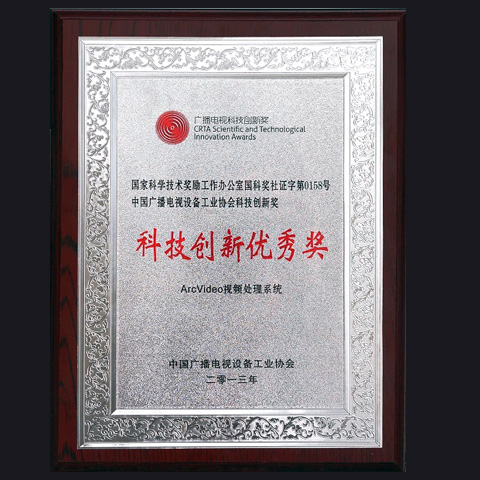 广播电视科技创新奖
CRTA Scientific and Technological
Innovation Awards
国家科学技术奖励工作办公室国科奖社证字第0158号
中国广播电视设备工业协会科技创新奖
科技创新优秀奖
ArcVideo视频处理系统
中国广播电视设备工业协会
二零一三年